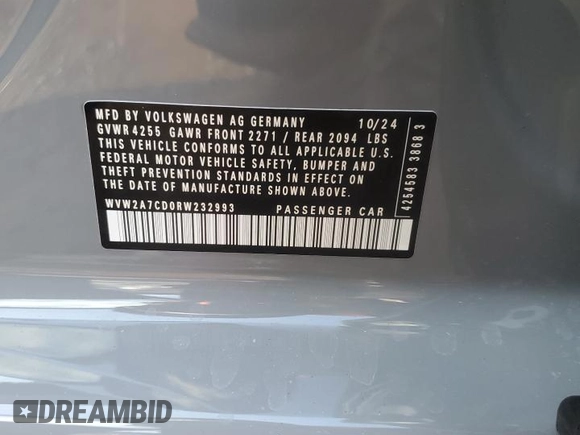 MFD BY VOLKSWAGEN AG GERMANY 10/24
GVWR 4255 GAWR FRONT 2271 / REAR 2094 LBS
THIS VEHICLE CONFORMS TO ALL APPLICABLE U.S.
FEDERAL MOTOR VEHICLE SAFETY, BUMPER AND
THEFT PREVENTION STANDARDS IN EFFECT ON THE
DATE OF MANUFACTURE SHOWN ABOVE.
WVW2A7CD0RW232993 PASSENGER CAR
4254583 3868 3
DREAMBID